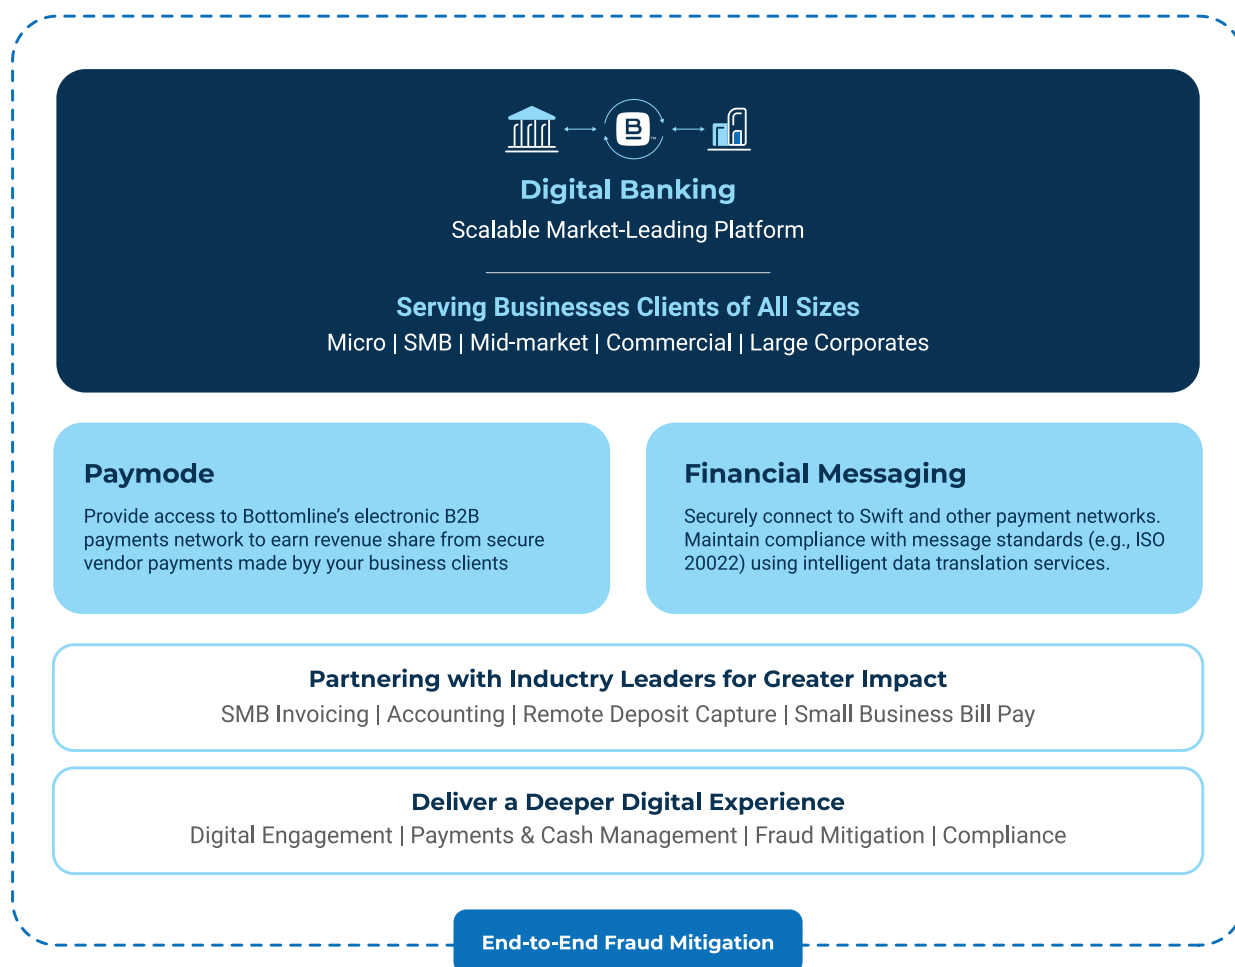 B
Digital Banking
Scalable Market-Leading Platform
Serving Businesses Clients of All Sizes
Micro | SMB | Mid-market | Commercial | Large Corporates
Paymode
Provide access to Bottomline’s electronic B2B
payments network to earn revenue share from secure
vendor payments made byy your business clients
Financial Messaging
Securely connect to Swift and other payment networks.
Maintain compliance with message standards (e.g., ISO
20022) using intelligent data translation services.
Partnering with Inductry Leaders for Greater Impact
SMB Invoicing | Accounting | Remote Deposit Capture | Small Business Bill Pay
Deliver a Deeper Digital Experience
Digital Engagement | Payments & Cash Management | Fraud Mitigation | Compliance
End-to-End Fraud Mitigation